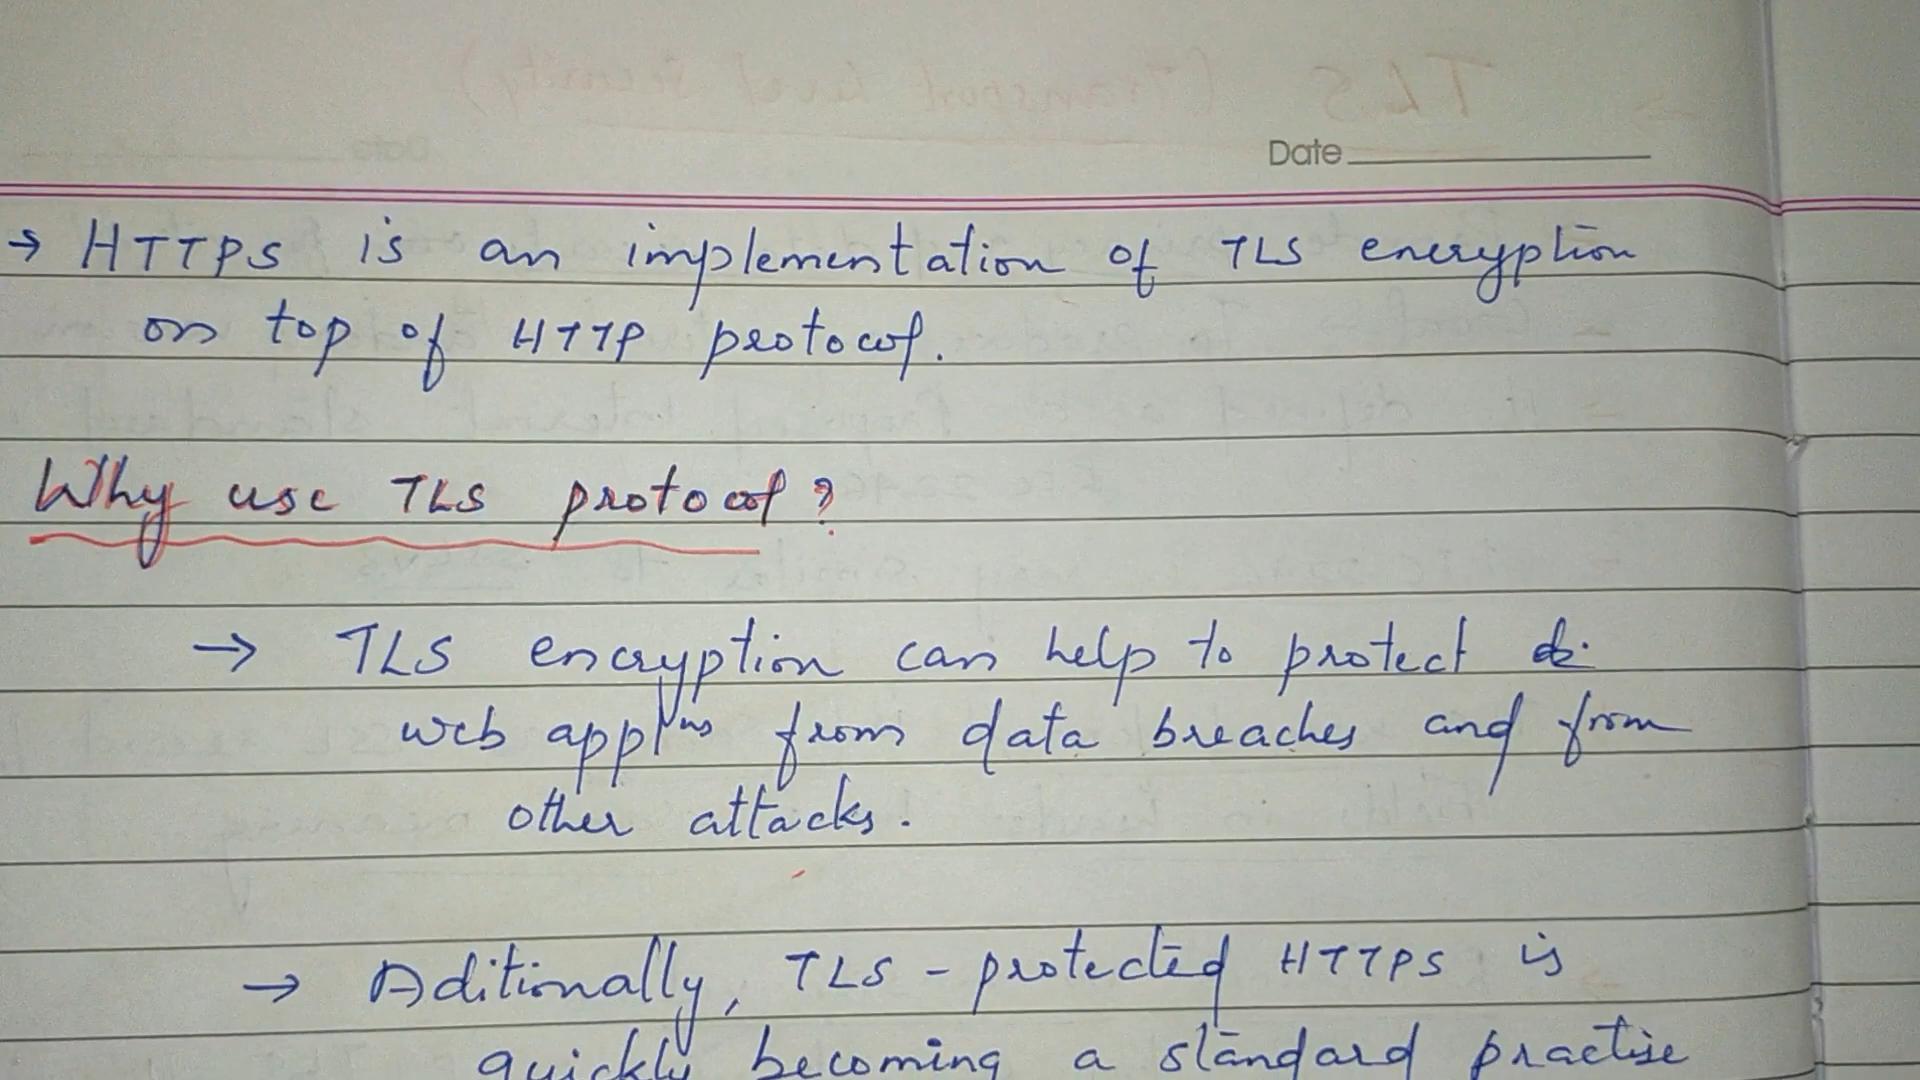 Date
→ HTTPS is an implementation of TLS encryption
on top of HTTP protocol.
Why use TLS protocol?
→ TLS encryption can help to protect
web applns from data breaches and from
other attacks.
→ Aditionally, TLS-protected HTTPS is
quickly becoming a standard practise